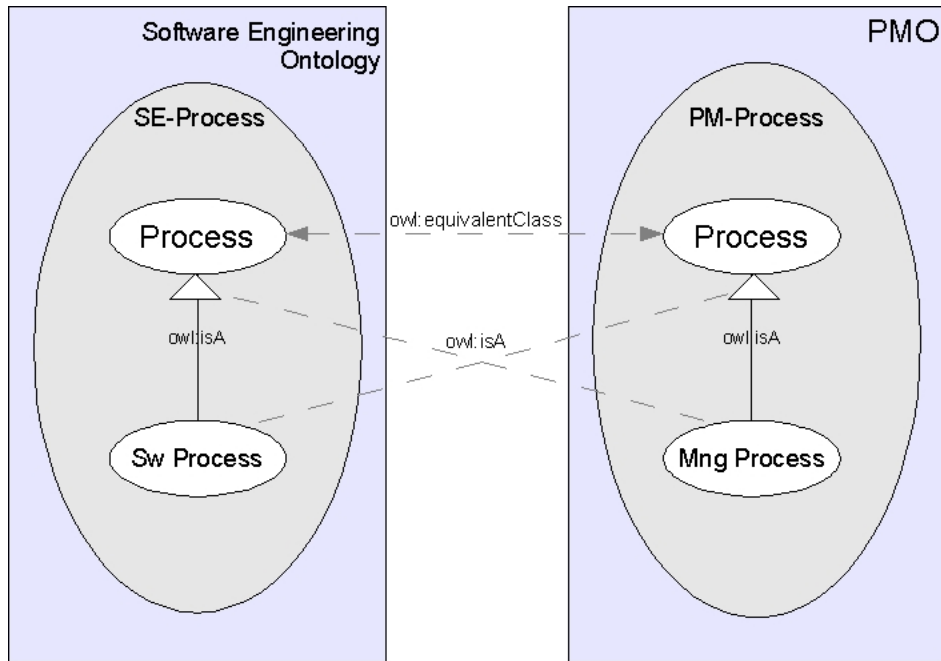 Software Engineering
Ontology
PMO
SE-Process
PM-Process
owl:equivalentClass
Process
Process
owl:isA
owl:isA
owl:isA
Sw Process
Mng Process